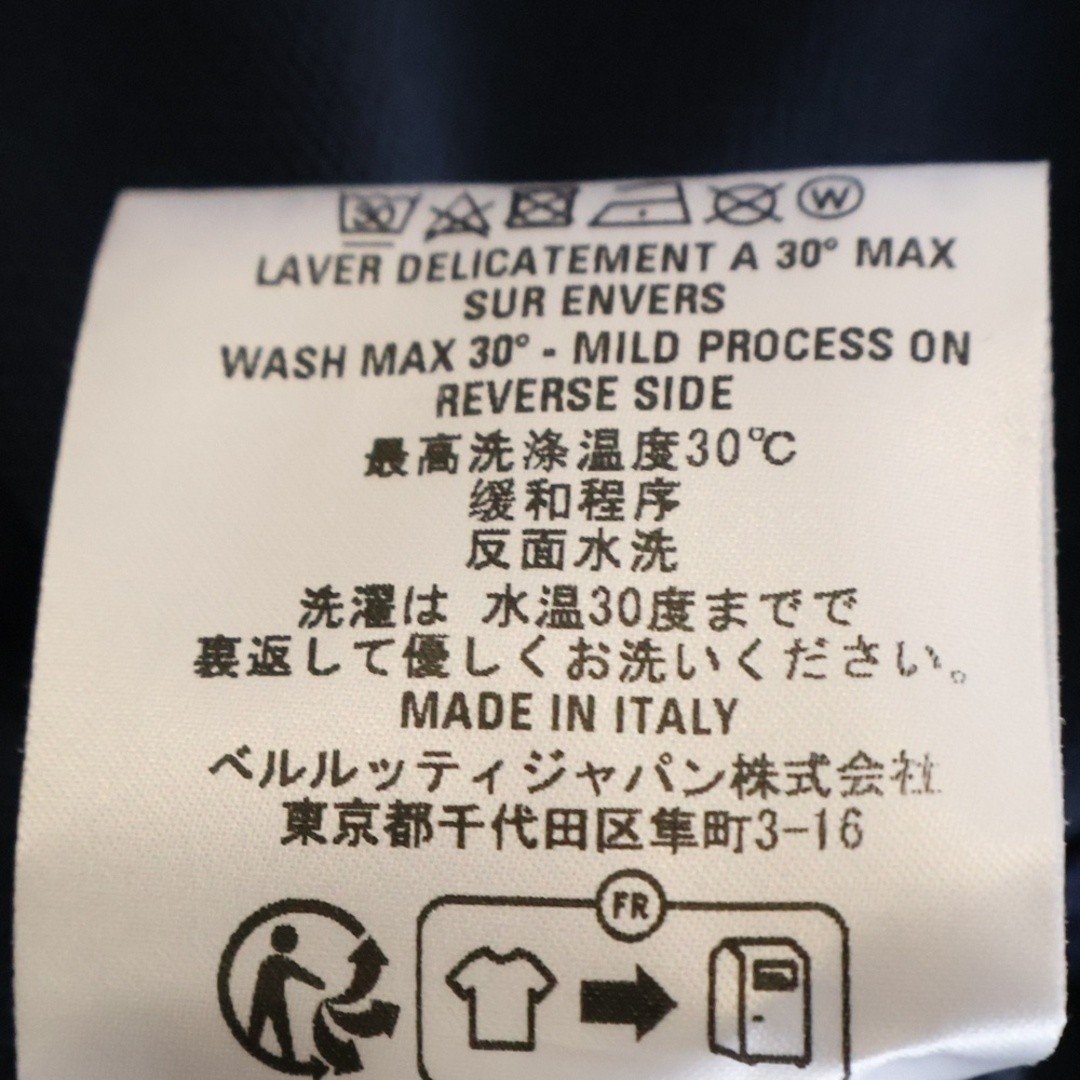 30 W
LAVER DELICATEMENT A 30° MAX
SUR ENVERS
WASH MAX 30° - MILD PROCESS ON
REVERSE SIDE
最高洗涤温度30℃
缓和程序
反面水洗
洗濯は 水温30度までで
裏返して優しくお洗いください。
MADE IN ITALY
ベルルッティジャパン株式会社
東京都千代田区隼町3-16
FR